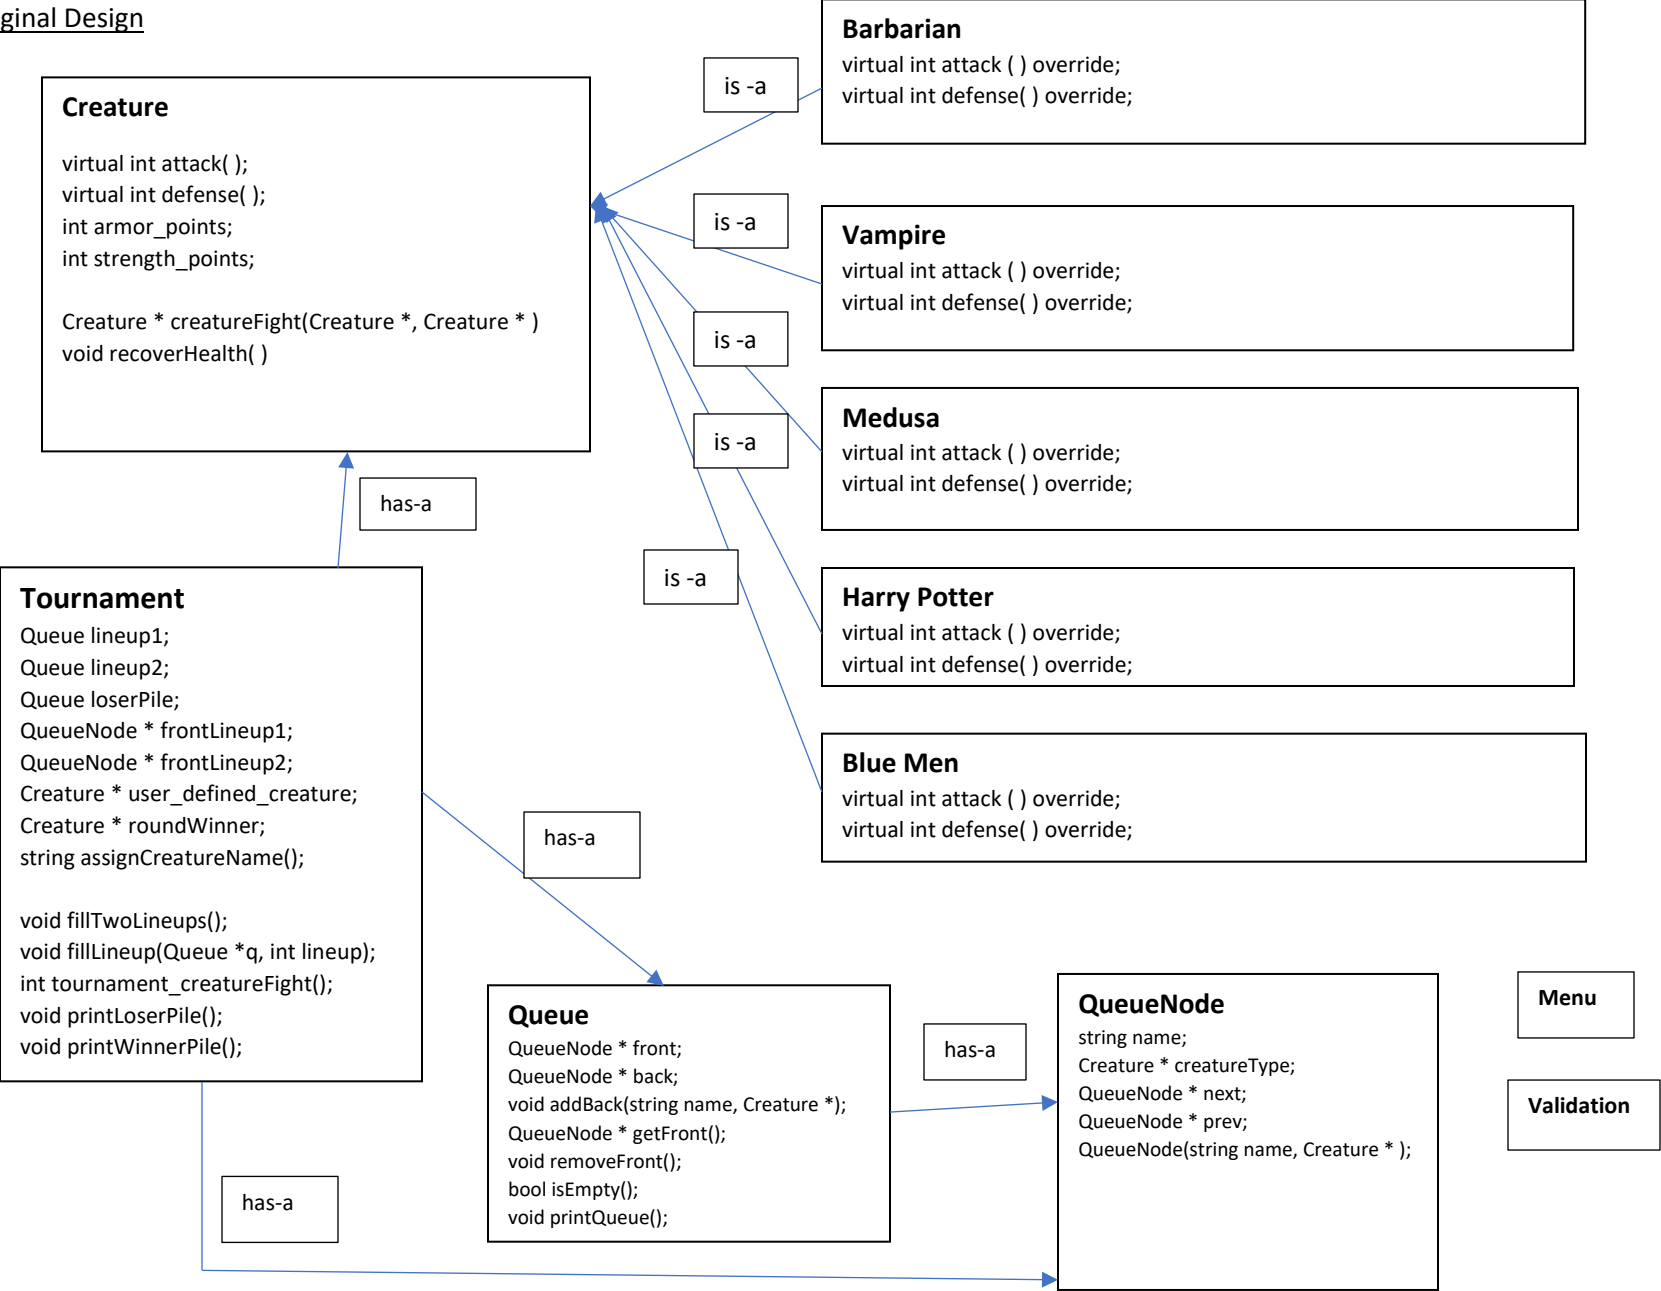 ginal Design
Creature
virtual int attack( );
virtual int defense( );
int armor_points;
int strength_points;
Creature * creatureFight(Creature *, Creature * )
void recoverHealth( )
is -a
is -a
is -a
is -a
is -a
Barbarian
virtual int attack ( ) override;
virtual int defense( ) override;
Vampire
virtual int attack ( ) override;
virtual int defense( ) override;
Medusa
virtual int attack ( ) override;
virtual int defense( ) override;
Harry Potter
virtual int attack ( ) override;
virtual int defense( ) override;
Blue Men
virtual int attack ( ) override;
virtual int defense( ) override;
has-a
Tournament
Queue lineup1;
Queue lineup2;
Queue loserPile;
QueueNode * frontLineup1;
QueueNode * frontLineup2;
Creature * user_defined_creature;
Creature * roundWinner;
string assignCreatureName();
void fillTwoLineups();
void fillLineup(Queue *q, int lineup);
int tournament_creatureFight();
void printLoserPile();
void printWinnerPile();
has-a
Queue
QueueNode * front;
QueueNode * back;
void addBack(string name, Creature *);
QueueNode * getFront();
void removeFront();
bool isEmpty();
void printQueue();
has-a
QueueNode
string name;
Creature * creatureType;
QueueNode * next;
QueueNode * prev;
QueueNode(string name, Creature * );
Menu
Validation
has-a